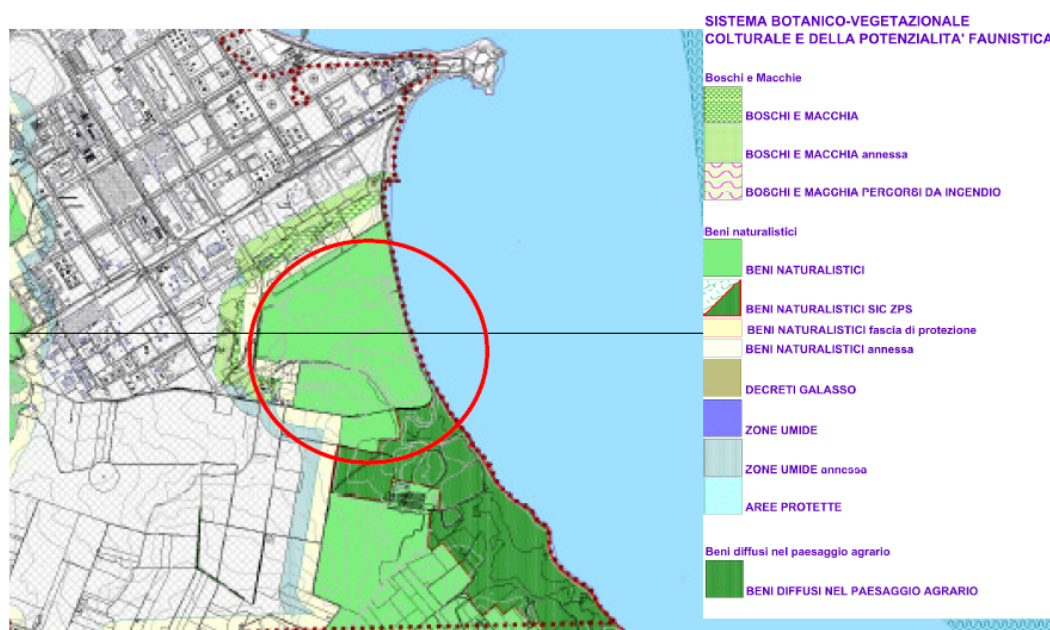 SISTEMA BOTANICO-VEGETAZIONALE
COLTURALE E DELLA POTENZIALITA' FAUNISTICA
Boschi e Macchie
BOSCHI E MACCHIA
BOSCHI E MACCHIA annessa
BOSCHI E MACCHIA PERCORSI DA INCENDIO
Beni naturalistici
BENI NATURALISTICI
BENI NATURALISTICI SIC ZPS
BENI NATURALISTICI fascia di protezione
BENI NATURALISTICI annessa
DECRETI GALASSO
ZONE UMIDE
ZONE UMIDE annessa
AREE PROTETTE
Beni diffusi nel paesaggio agrario
BENI DIFFUSI NEL PAESAGGIO AGRARIO